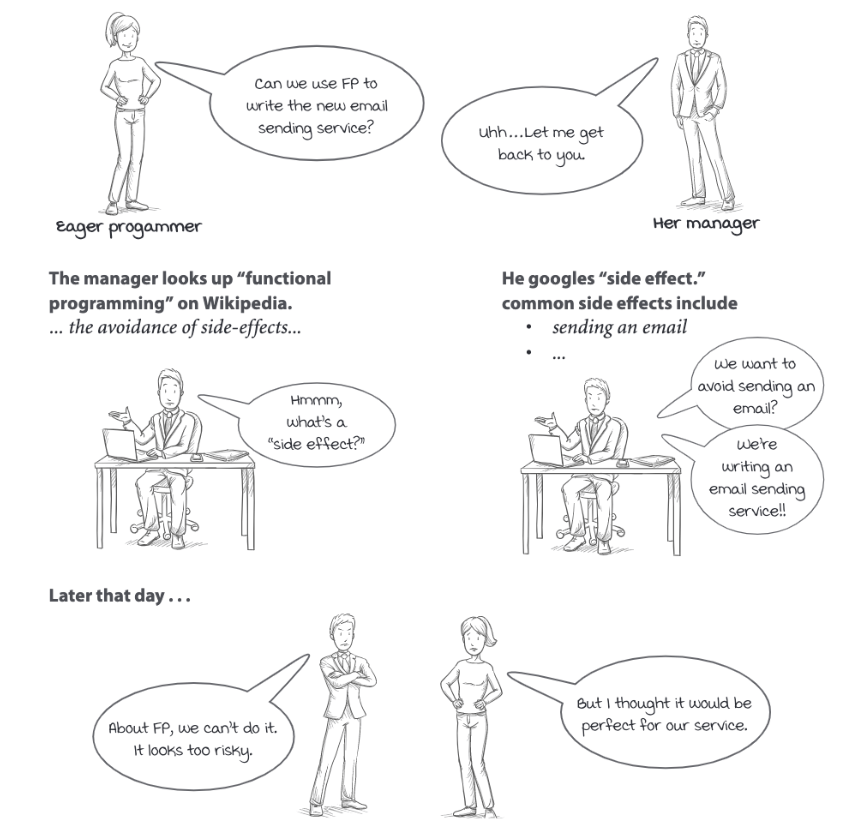 Can we use FP to
write the new email
sending service?
Uhh...Let me get
back to you.
Eager progammer
Her manager
The manager looks up “functional
programming” on Wikipedia.
... the avoidance of side-effects...
He googles “side effect.”
common side effects include
• sending an email
• ...
Hmmm,
what's a
“side effect?”
We want to
avoid sending an
email?
We're
writing an
email sending
service!!
Later that day . . .
About FP, we can't do it.
It looks too risky.
But I thought it would be
perfect for our service.